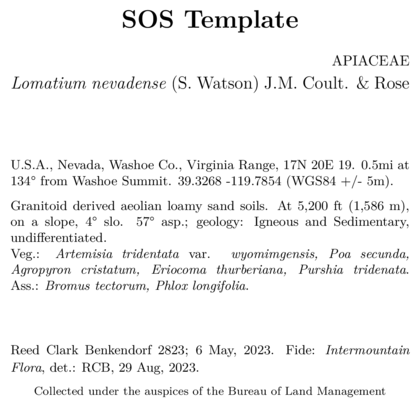 SOS Template
APIACEAE
Lomatium nevadense (S. Watson) J.M. Coult. & Rose
U.S.A., Nevada, Washoe Co., Virginia Range, 17N 20E 19. 0.5mi at
134° from Washoe Summit. 39.3268 -119.7854 (WGS84 +/- 5m).
Granitoid derived aeolian loamy sand soils. At 5,200 ft (1,586 m),
on a slope, 4° slo. 57° asp.; geology: Igneous and Sedimentary,
undifferentiated.
Veg.: Artemisia tridentata var. wyomimgensis, Poa secunda,
Agropyron cristatum, Eriocoma thurberiana, Purshia tridenata.
Ass.: Bromus tectorum, Phlox longifolia.
Reed Clark Benkendorf 2823; 6 May, 2023. Fide: Intermountain
Flora, det.: RCB, 29 Aug, 2023.
Collected under the auspices of the Bureau of Land Management